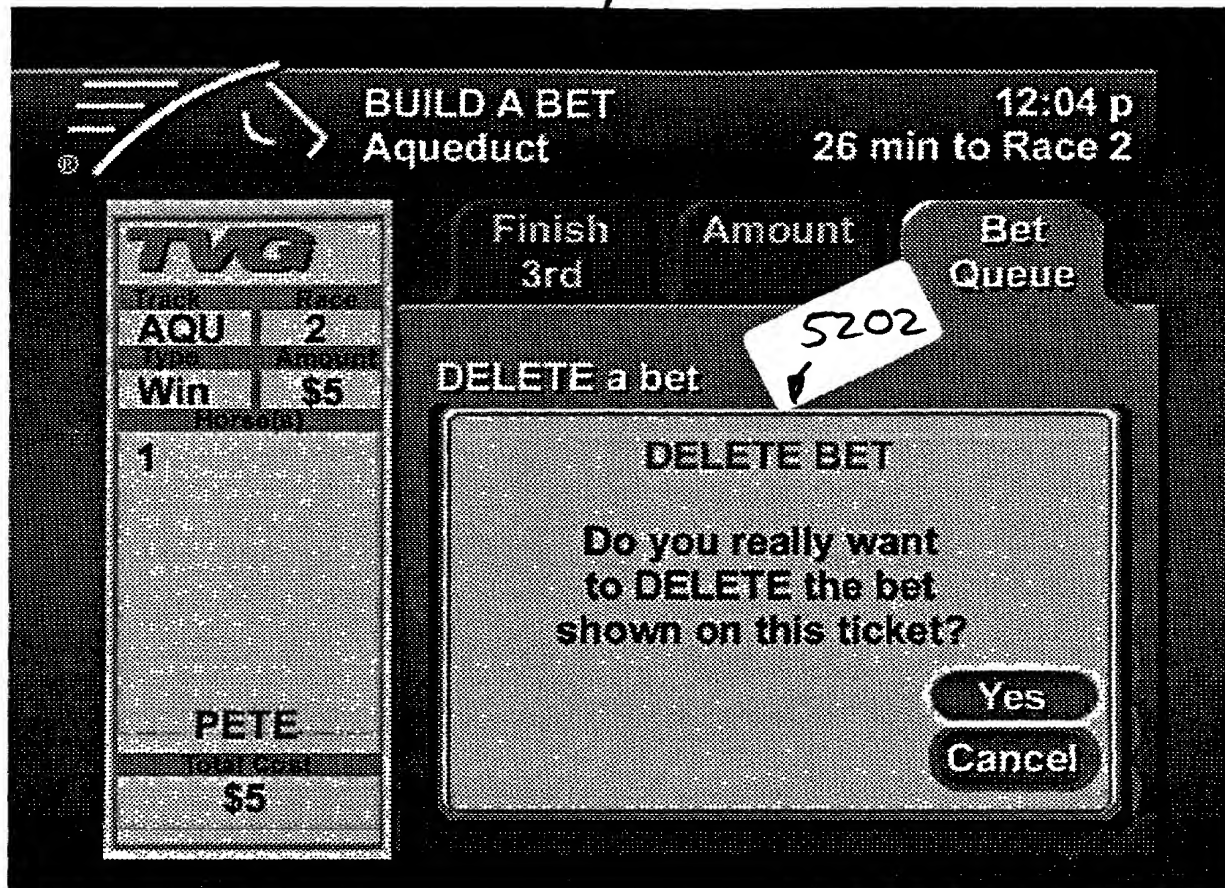 BUILD A BET
Aqueduct
12:04 p
26 min to Race 2
®
TVG
Track Race
AQU 2
Type Amount
Win $5
Horse(s)
1
PETE
Total Cost
$5
Finish
3rd
Amount
Bet
Queue
5202
DELETE a bet
DELETE BET
Do you really want
to DELETE the bet
shown on this ticket?
Yes
Cancel